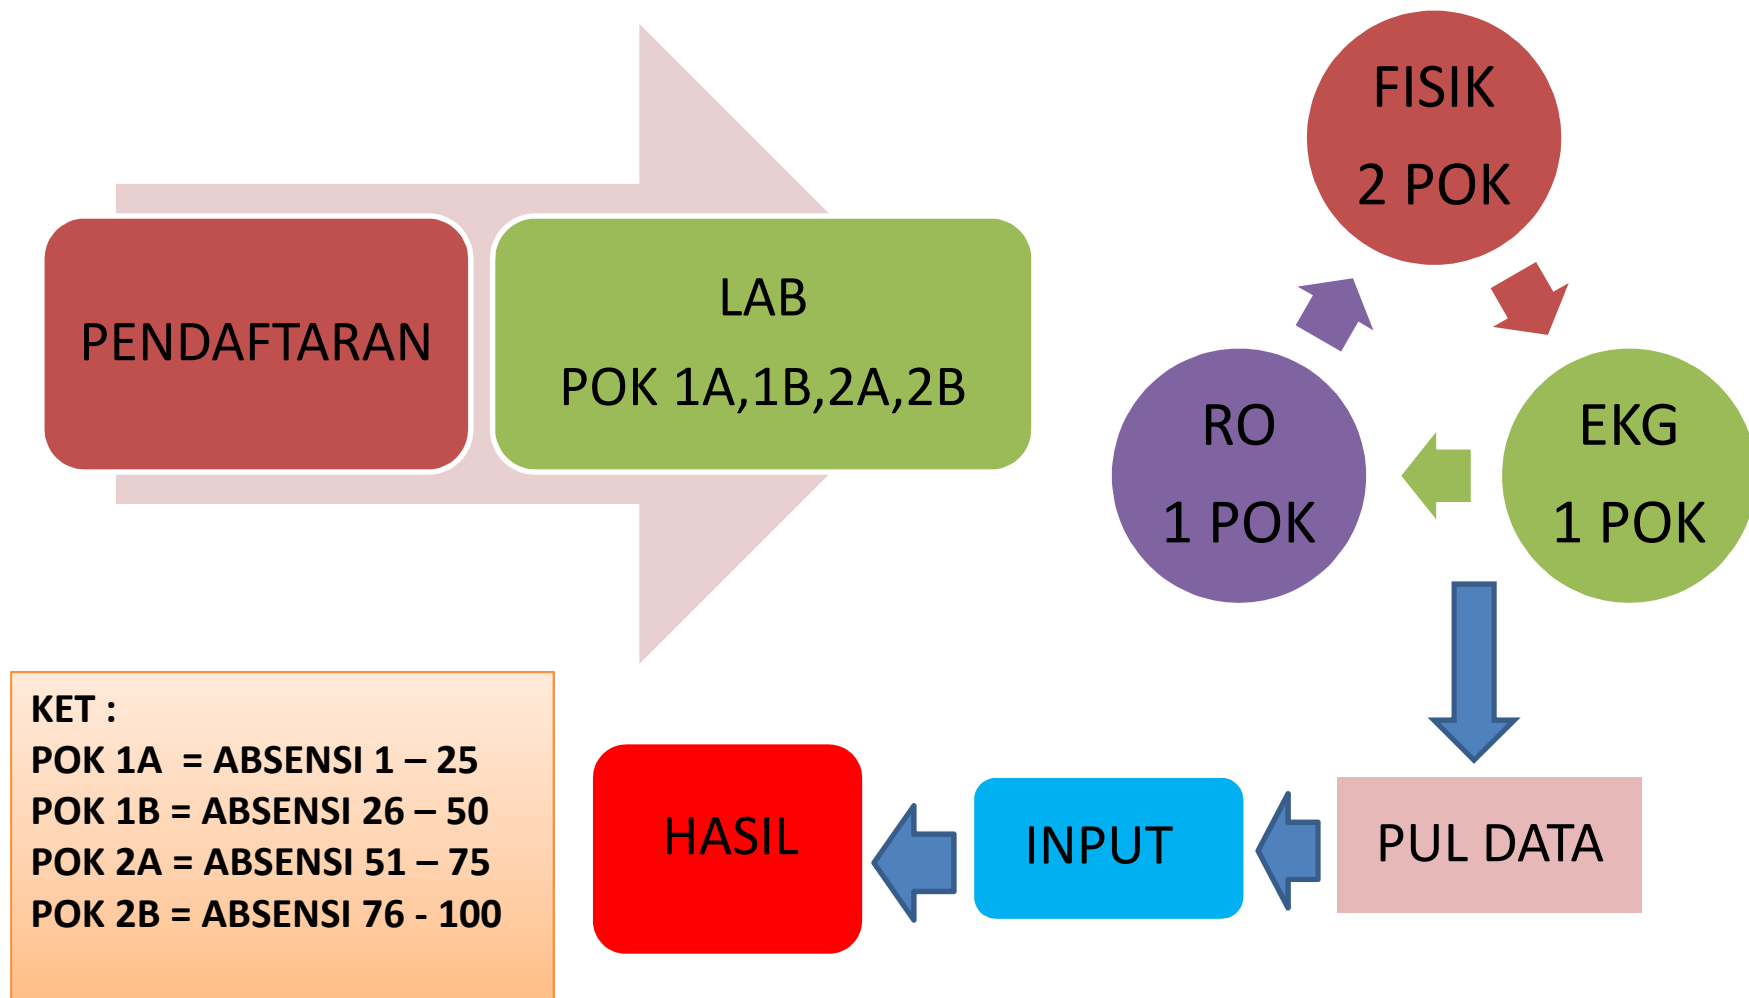 PENDAFTARAN
LAB
POK 1A,1B,2A,2B
FISIK
2 POK
RO
1 POK
EKG
1 POK
KET :
POK 1A  = ABSENSI 1 – 25
POK 1B = ABSENSI 26 – 50
POK 2A = ABSENSI 51 – 75
POK 2B = ABSENSI 76 - 100
HASIL
INPUT
PUL DATA